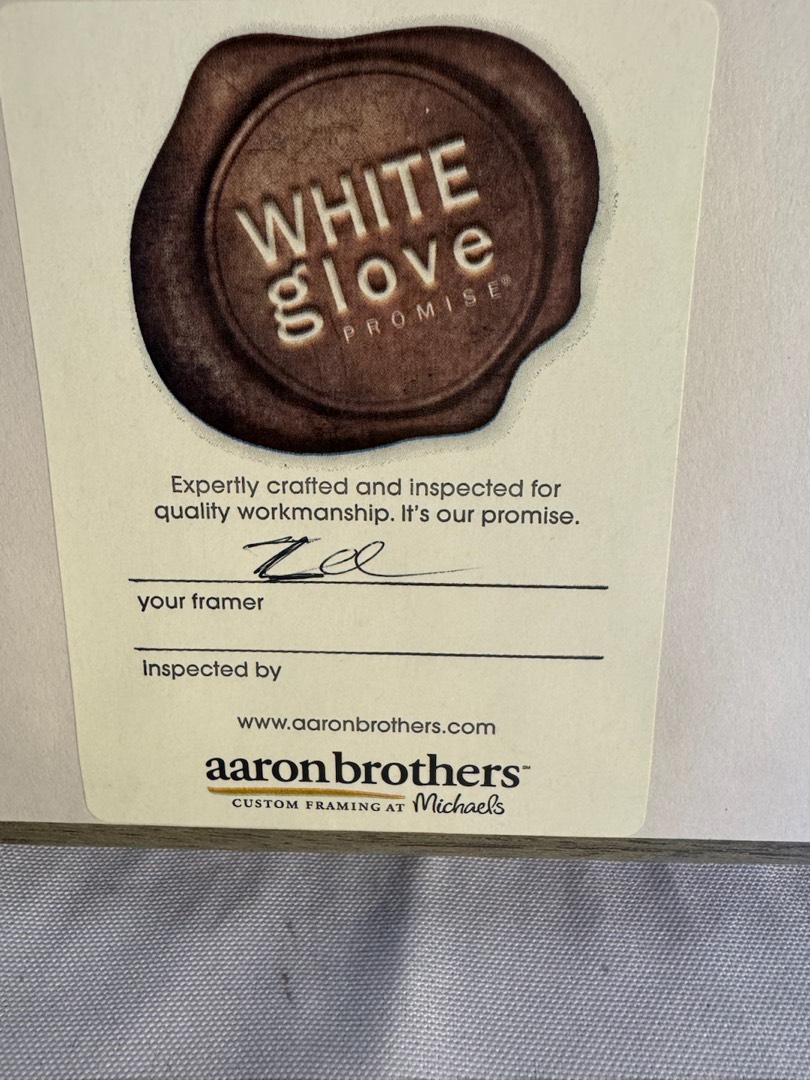 WHITE
glove
PROMISE®
Expertly crafted and inspected for
quality workmanship. It's our promise.
your framer
Inspected by
www.aaronbrothers.com
aaron brothers℠
CUSTOM FRAMING AT Michaels